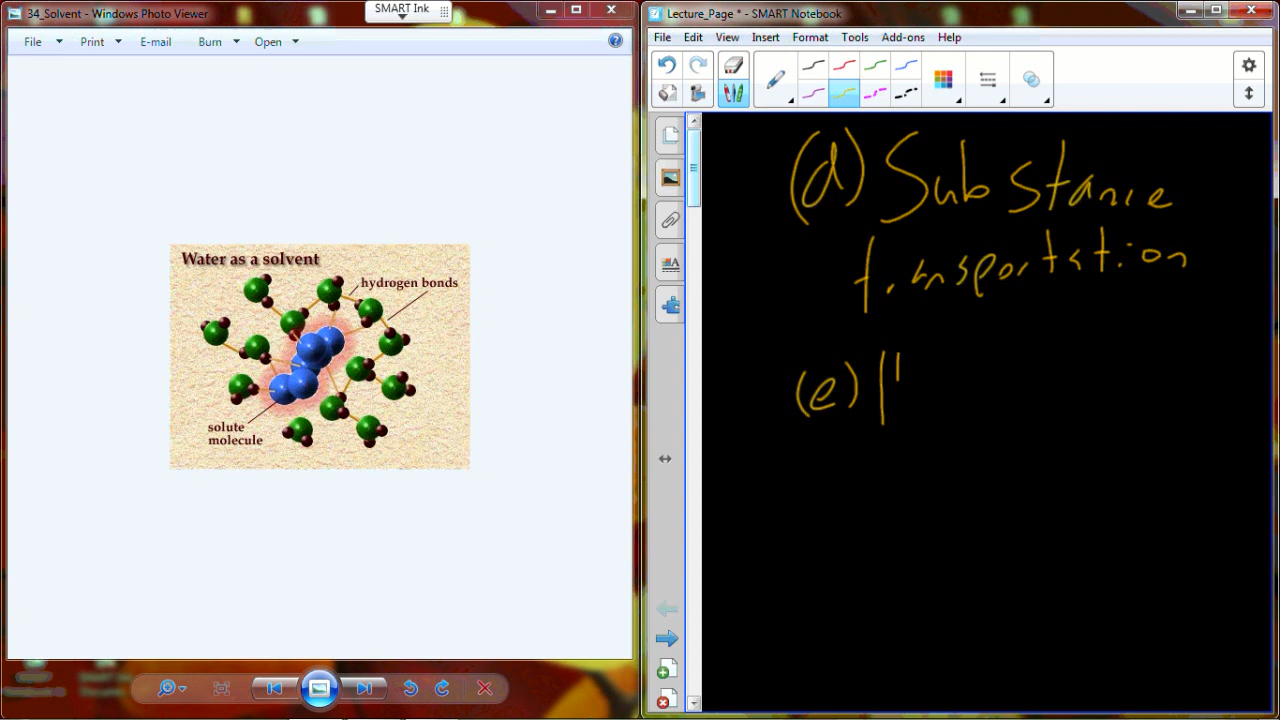 34_Solvent - Windows Photo Viewer
SMART Ink
File Print E-mail Burn Open
Water as a solvent
hydrogen bonds
solute
molecule
Lecture_Page * - SMART Notebook
File Edit View Insert Format Tools Add-ons Help
(d) Substance
transportation
(e)